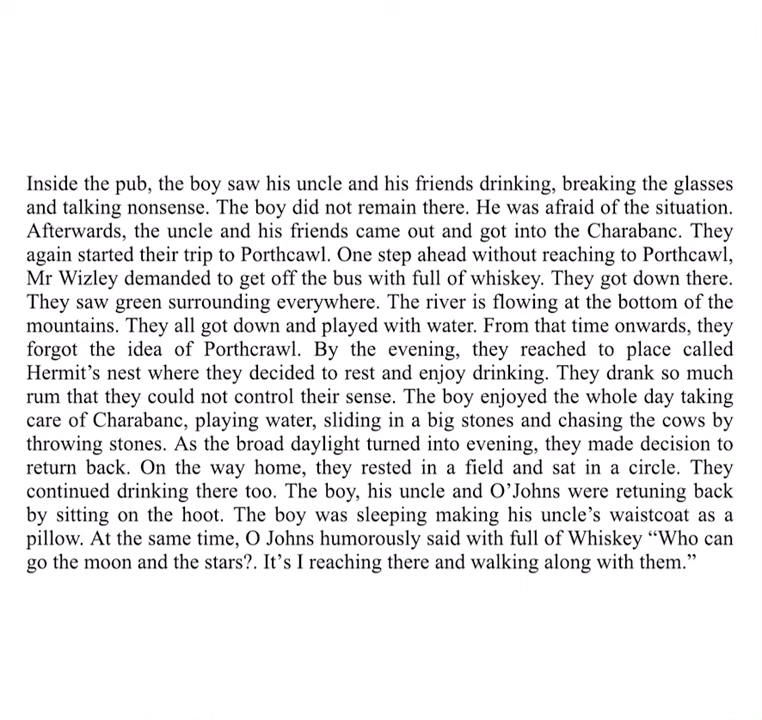 Inside the pub, the boy saw his uncle and his friends drinking, breaking the glasses
and talking nonsense. The boy did not remain there. He was afraid of the situation.
Afterwards, the uncle and his friends came out and got into the Charabanc. They
again started their trip to Porthcawl. One step ahead without reaching to Porthcawl,
Mr Wizley demanded to get off the bus with full of whiskey. They got down there.
They saw green surrounding everywhere. The river is flowing at the bottom of the
mountains. They all got down and played with water. From that time onwards, they
forgot the idea of Porthcrawl. By the evening, they reached to place called
Hermit’s nest where they decided to rest and enjoy drinking. They drank so much
rum that they could not control their sense. The boy enjoyed the whole day taking
care of Charabanc, playing water, sliding in a big stones and chasing the cows by
throwing stones. As the broad daylight turned into evening, they made decision to
return back. On the way home, they rested in a field and sat in a circle. They
continued drinking there too. The boy, his uncle and O’Johns were retuning back
by sitting on the hoot. The boy was sleeping making his uncle’s waistcoat as a
pillow. At the same time, O Johns humorously said with full of Whiskey “Who can
go the moon and the stars?. It’s I reaching there and walking along with them.”